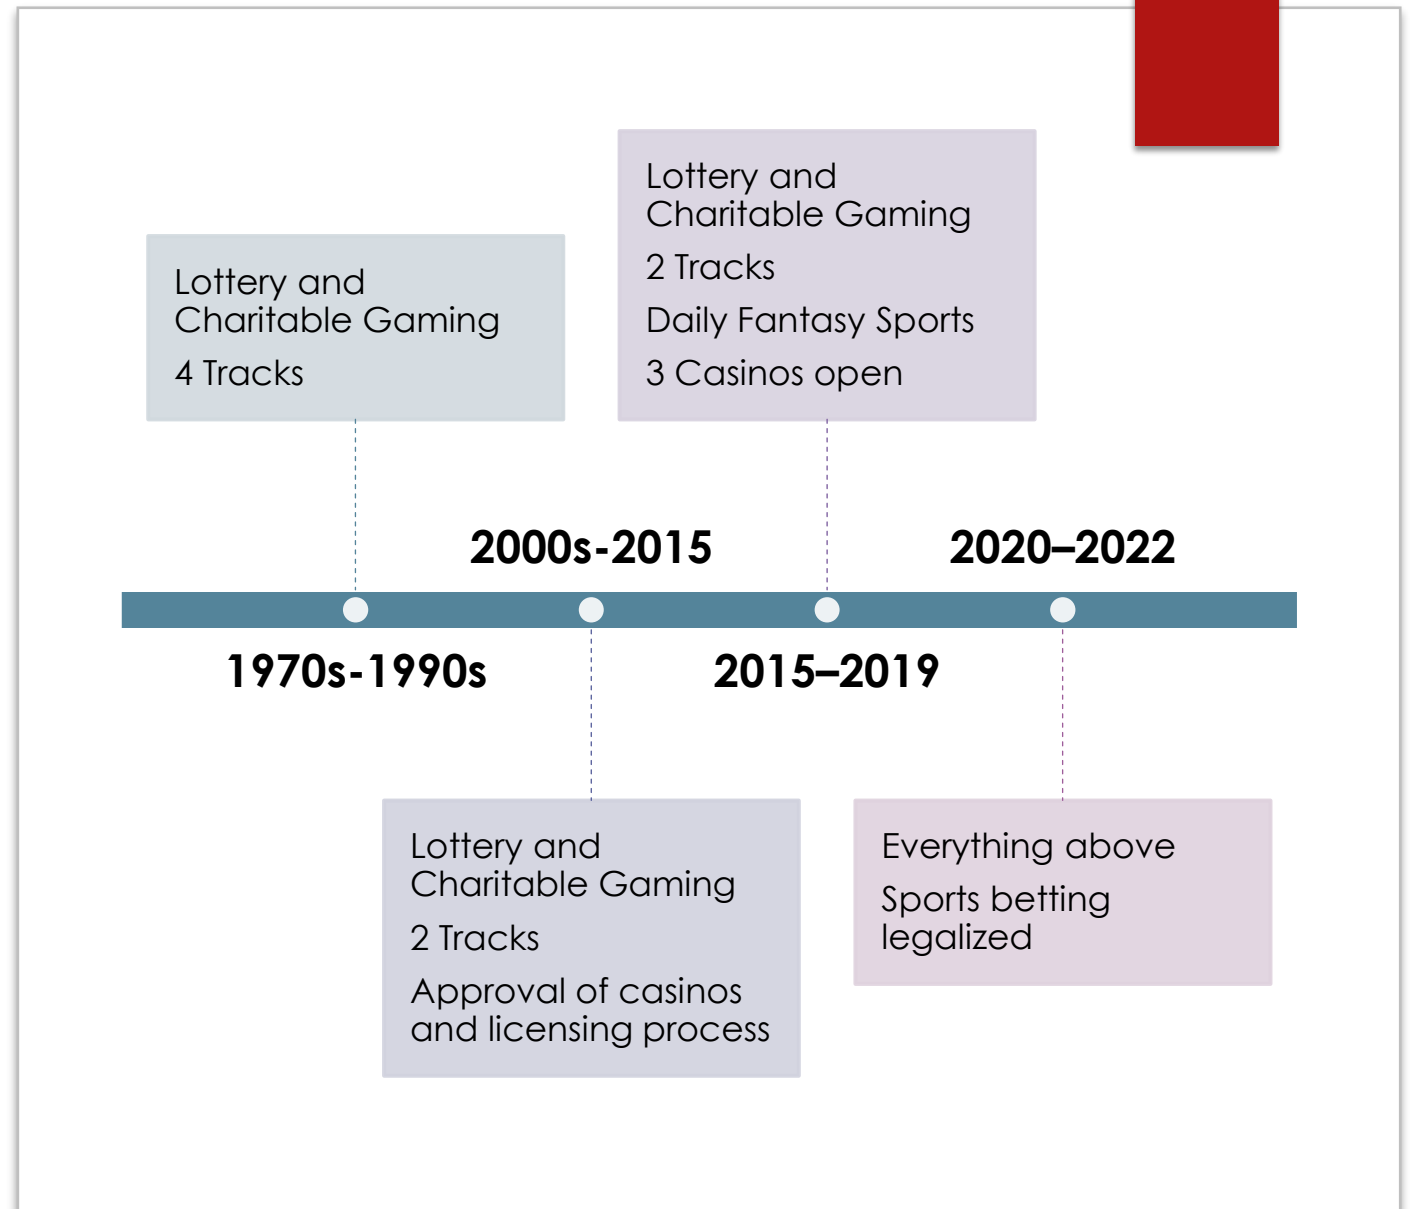 Lottery and
Charitable Gaming
4 Tracks
Lottery and
Charitable Gaming
2 Tracks
Daily Fantasy Sports
3 Casinos open
2000s-2015
2020–2022
1970s-1990s
2015–2019
Lottery and
Charitable Gaming
2 Tracks
Approval of casinos
and licensing process
Everything above
Sports betting
legalized